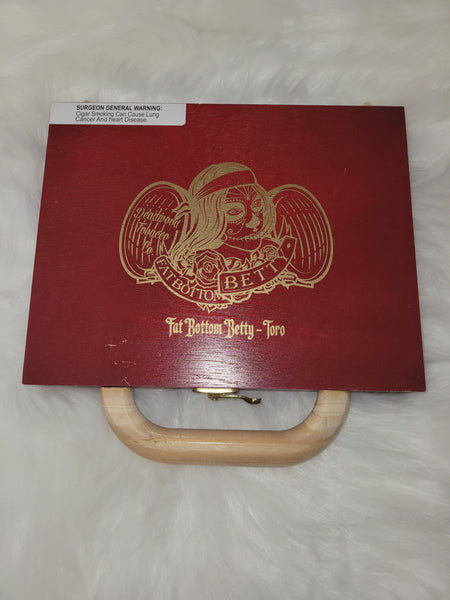 SURGEON GENERAL WARNING:
Cigar Smoking Can Cause Lung
Cancer And Heart Disease.
Deadwood
Tobacco
Co.
FAT BOTTOM
BETT
Fat Bottom Betty - Toro